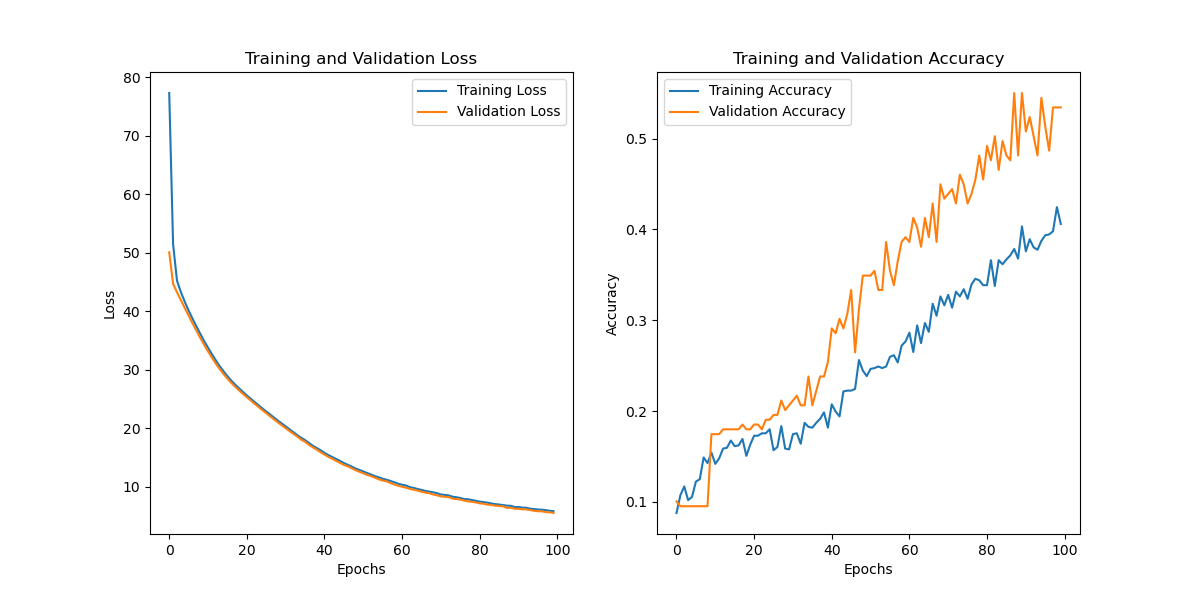 Training and Validation Loss
80
70
60
50
40
30
20
10
Loss
Training Loss
Validation Loss
0
20
40
60
80
100
Epochs
Training and Validation Accuracy
0.5
0.4
0.3
0.2
0.1
Accuracy
Training Accuracy
Validation Accuracy
0
20
40
60
80
100
Epochs